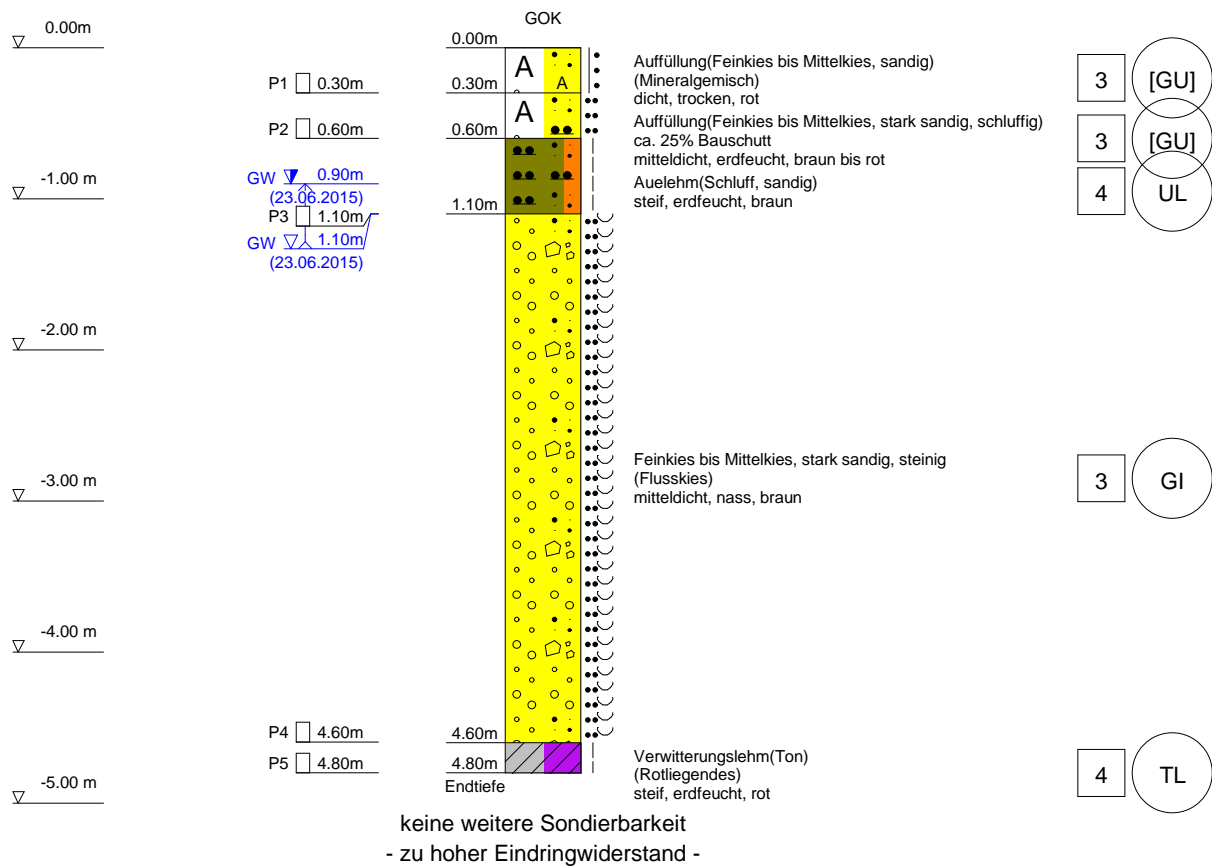 GOK
0.00m
0.00m
A
A
Auffüllung(Feinkies bis Mittelkies, sandig)
(Mineralgemisch)
dicht, trocken, rot
3
[GU]
P1
0.30m
0.30m
A
Auffüllung(Feinkies bis Mittelkies, stark sandig, schluffig)
ca. 25% Bauschutt
mitteldicht, erdfeucht, braun bis rot
3
[GU]
P2
0.60m
0.60m
GW
0.90m
(23.06.2015)
-1.00 m
Auelehm(Schluff, sandig)
steif, erdfeucht, braun
4
UL
P3
1.10m
1.10m
GW
1.10m
(23.06.2015)
-2.00 m
Feinkies bis Mittelkies, stark sandig, steinig
(Flusskies)
mitteldicht, nass, braun
3
GI
-3.00 m
-4.00 m
P4
4.60m
4.60m
P5
4.80m
4.80m
Endtiefe
Verwitterungslehm(Ton)
(Rotliegendes)
steif, erdfeucht, rot
4
TL
-5.00 m
keine weitere Sondierbarkeit
- zu hoher Eindringwiderstand -